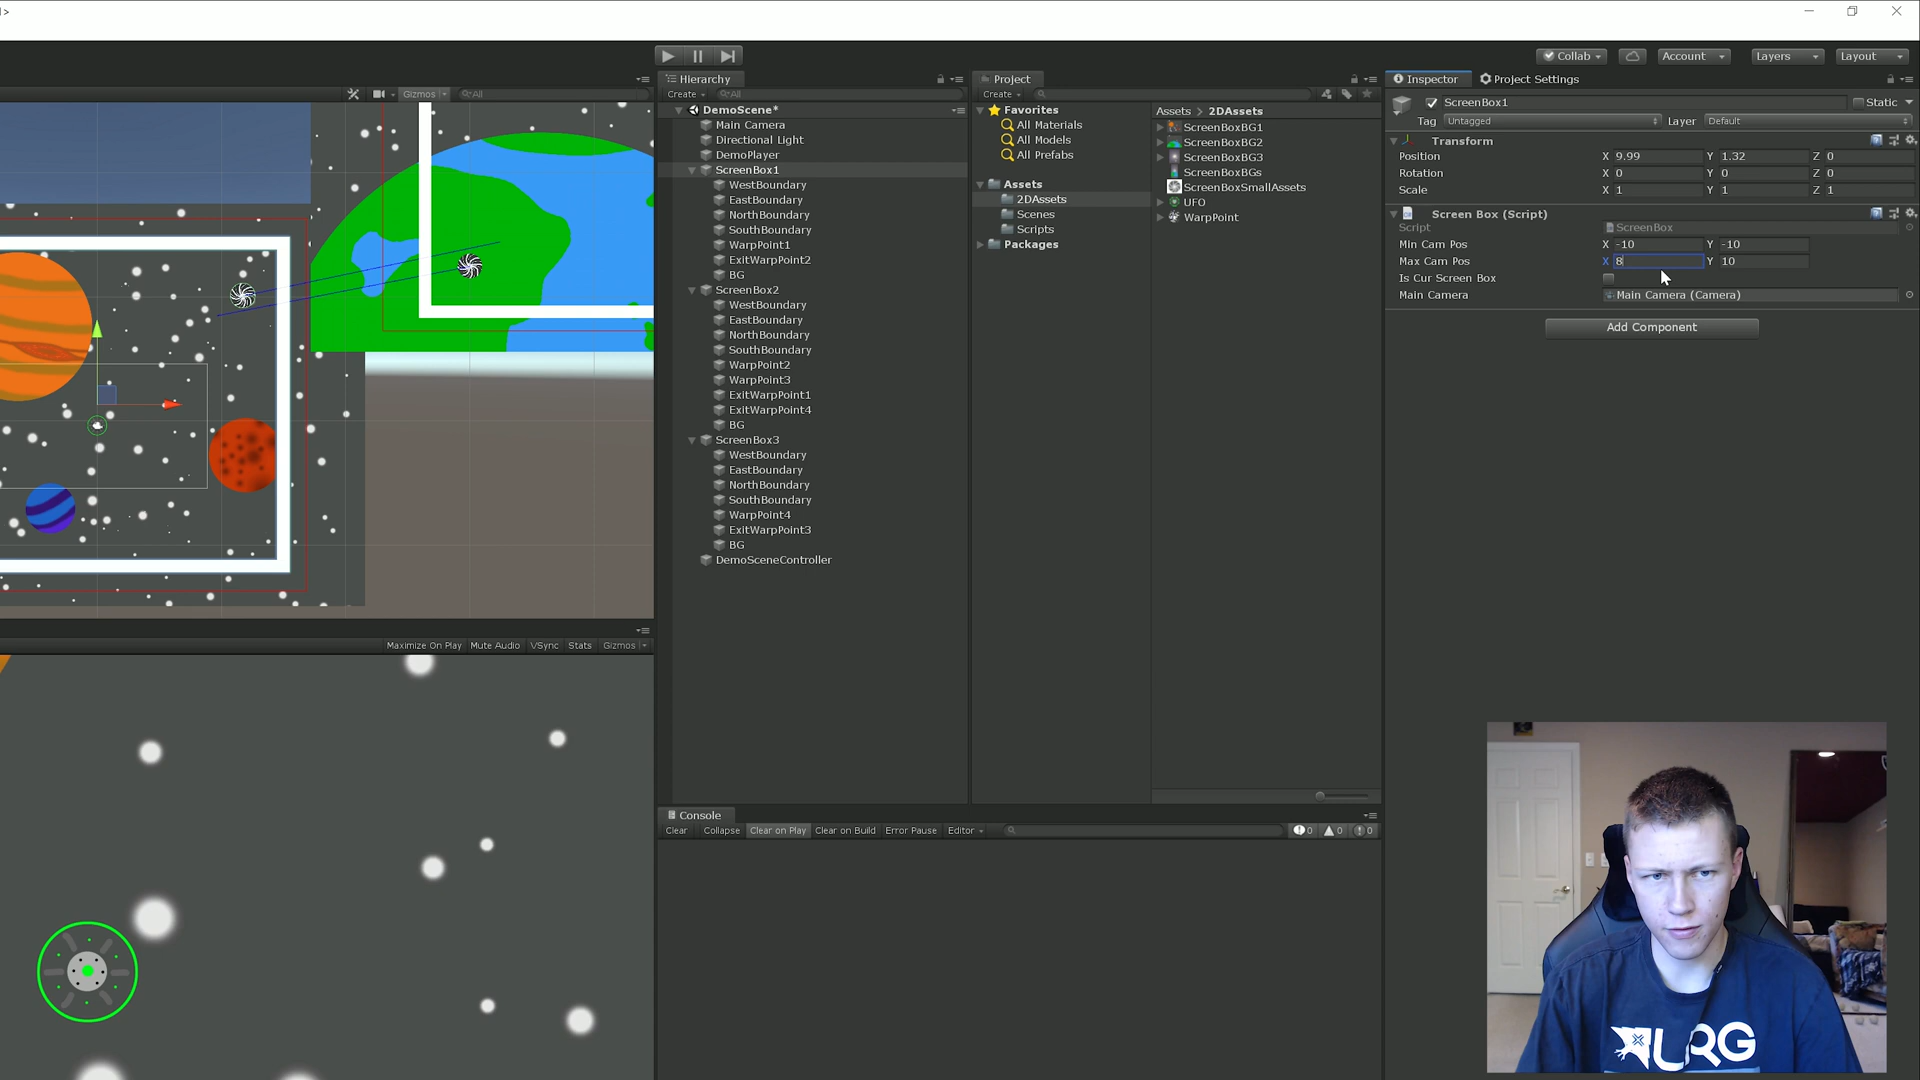 >
Collab
Account
Layers
Layout
Gizmos
All
Hierarchy
Create
All
DemoScene*
Main Camera
Directional Light
DemoPlayer
ScreenBox1
WestBoundary
EastBoundary
NorthBoundary
SouthBoundary
WarpPoint1
ExitWarpPoint2
BG
ScreenBox2
WestBoundary
EastBoundary
NorthBoundary
SouthBoundary
WarpPoint2
WarpPoint3
ExitWarpPoint1
ExitWarpPoint4
BG
ScreenBox3
WestBoundary
EastBoundary
NorthBoundary
SouthBoundary
WarpPoint4
ExitWarpPoint3
BG
DemoSceneController
Project
Create
Favorites
All Materials
All Models
All Prefabs
Assets
2DAssets
Scenes
Scripts
Packages
Assets > 2DAssets
ScreenBoxBG1
ScreenBoxBG2
ScreenBoxBG3
ScreenBoxBGs
ScreenBoxSmallAssets
UFO
WarpPoint
Inspector Project Settings
ScreenBox1 Static
Tag Untagged Layer Default
Transform
Position X 9.99 Y 1.32 Z 0
Rotation X 0 Y 0 Z 0
Scale X 1 Y 1 Z 1
Screen Box (Script)
Script ScreenBox
Min Cam Pos X -10 Y -10
Max Cam Pos X 8 Y 10
Is Cur Screen Box
Main Camera Main Camera (Camera)
Add Component
Maximize On Play Mute Audio VSync Stats Gizmos
Console
Clear Collapse Clear on Play Clear on Build Error Pause Editor
0 0 0
LRG